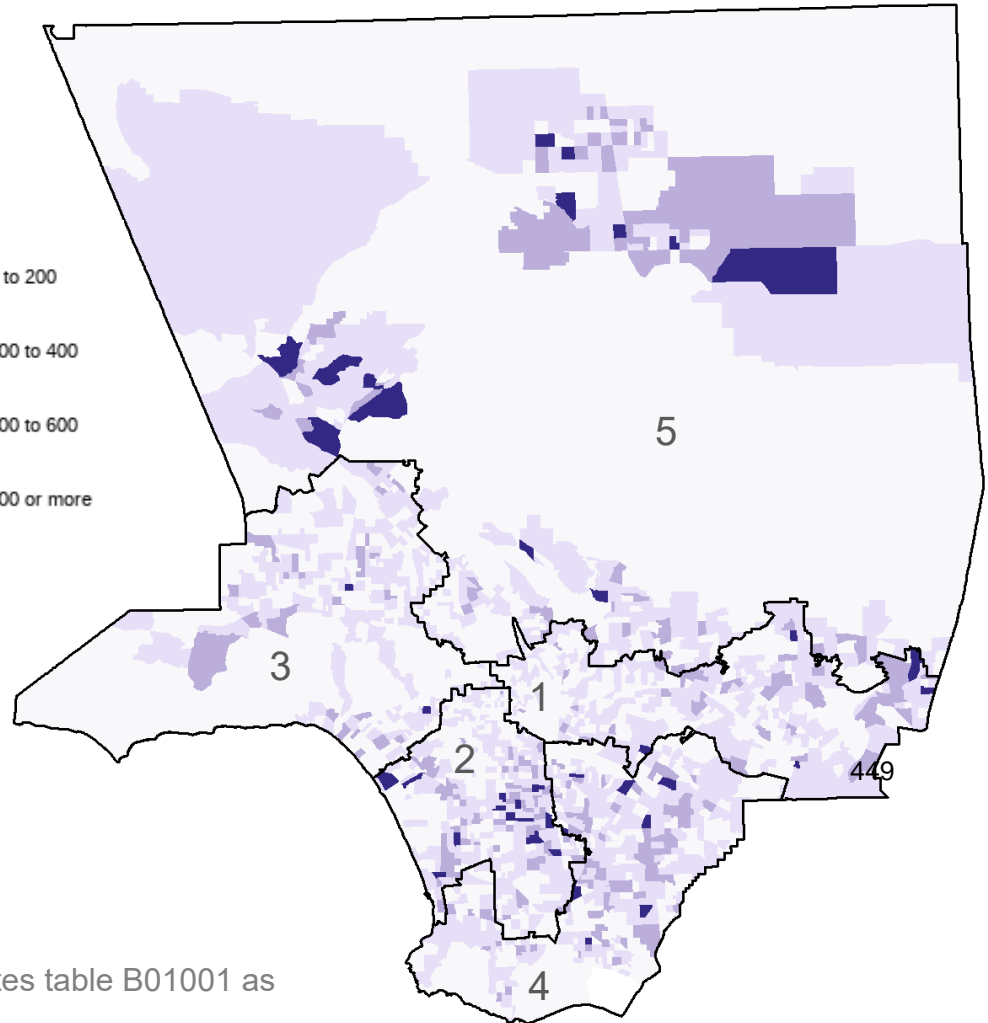 to 200
00 to 400
00 to 600
00 or more
5
3
1
2
449
4
tes table B01001 as